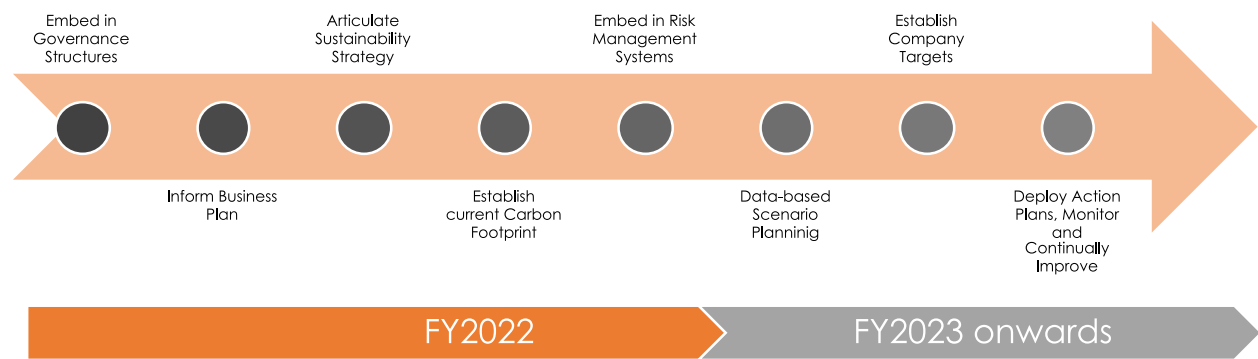 Embed in
Governance
Structures
Articulate
Sustainability
Strategy
Embed in Risk
Management
Systems
Establish
Company
Targets
Inform Business
Plan
Establish
current Carbon
Footprint
Data-based
Scenario
Planninig
Deploy Action
Plans, Monitor
and
Continually
Improve
FY2022
FY2023 onwards